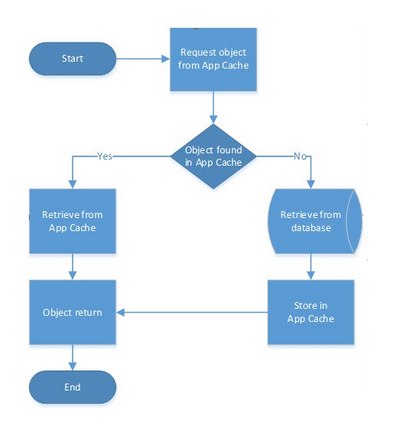 Start
Request object
from App Cache
Object found
in App Cache
Yes
No
Retrieve from
App Cache
Retrieve from
database
Object return
Store in
App Cache
End